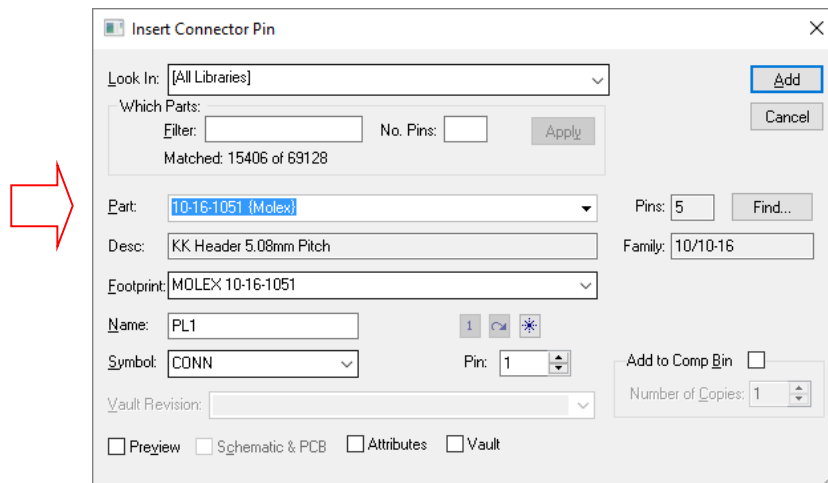 Insert Connector Pin
Look In: [All Libraries]
Add
Which Parts:
Filter: No. Pins: Apply
Cancel
Matched: 15406 of 69128
Part: 10-16-1051 {Molex} Pins: 5 Find...
Desc: KK Header 5.08mm Pitch Family: 10/10-16
Footprint: MOLEX 10-16-1051
Name: PL1 1
Symbol: CONN Pin: 1 Add to Comp Bin
Vault Revision: Number of Copies: 1
Preview Schematic & PCB Attributes Vault